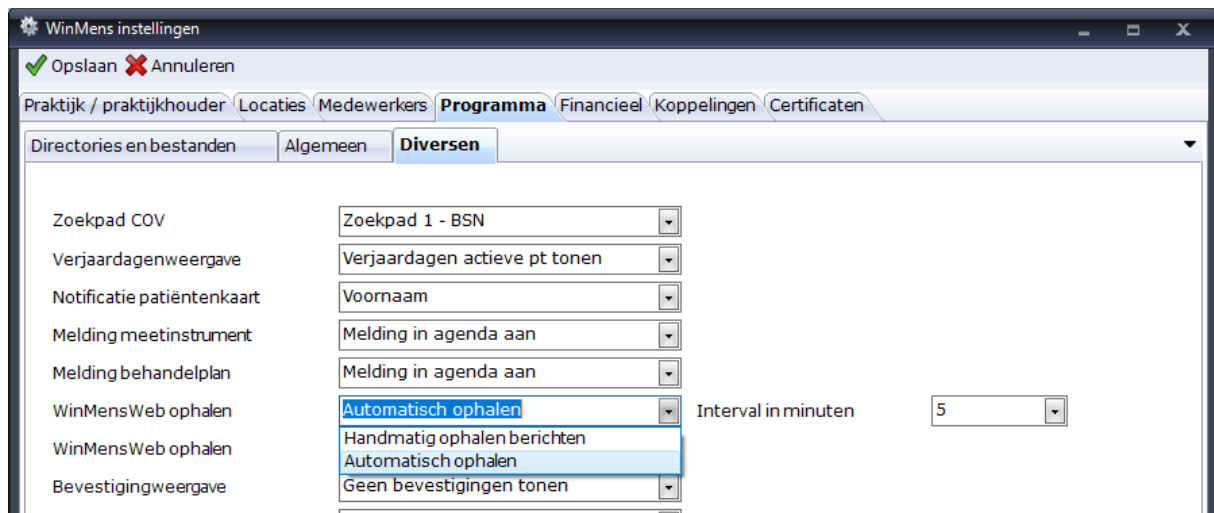 WinMens instellingen
Opslaan Annuleren
Praktijk / praktijkhouder Locaties Medewerkers Programma Financieel Koppelingen Certificaten
Directories en bestanden Algemeen Diversen
Zoekpad COV Zoekpad 1 - BSN
Verjaardagenweergave Verjaardagen actieve pt tonen
Notificatie patiëntenkaart Voornaam
Melding meetinstrument Melding in agenda aan
Melding behandelplan Melding in agenda aan
WinMensWeb ophalen Automatisch ophalen Interval in minuten 5
Handmatig ophalen berichten
WinMensWeb ophalen
Automatisch ophalen
Bevestigingweergave Geen bevestigingen tonen